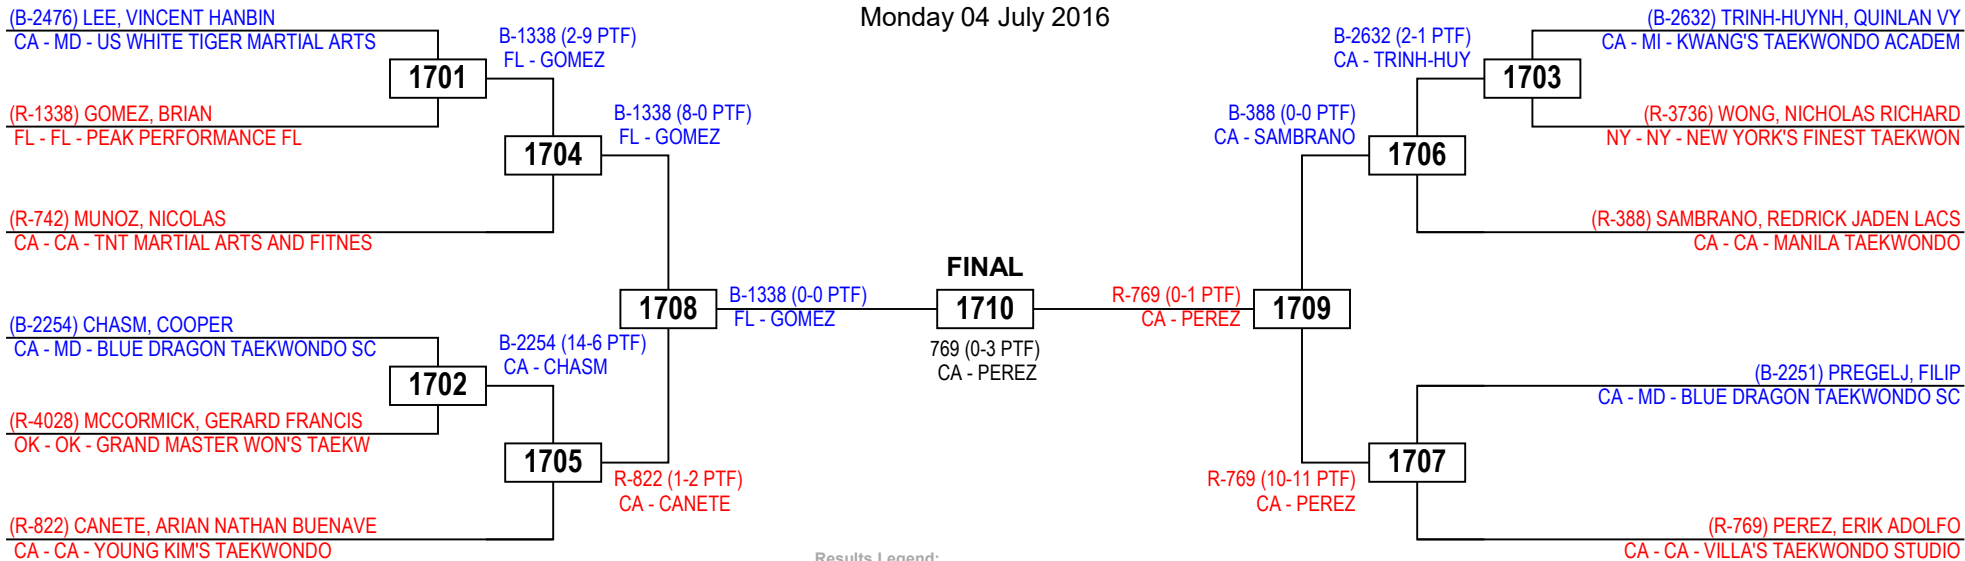 Monday 04 July 2016
(B-2476) LEE, VINCENT HANBIN
CA - MD - US WHITE TIGER MARTIAL ARTS
B-1338 (2-9 PTF)
FL - GOMEZ
1701
(R-1338) GOMEZ, BRIAN
FL - FL - PEAK PERFORMANCE FL
B-1338 (8-0 PTF)
FL - GOMEZ
1704
(R-742) MUNOZ, NICOLAS
CA - CA - TNT MARTIAL ARTS AND FITNES
1708
B-1338 (0-0 PTF)
FL - GOMEZ
(B-2254) CHASM, COOPER
CA - MD - BLUE DRAGON TAEKWONDO SC
B-2254 (14-6 PTF)
CA - CHASM
1702
(R-4028) MCCORMICK, GERARD FRANCIS
OK - OK - GRAND MASTER WON'S TAEKW
1705
R-822 (1-2 PTF)
CA - CANETE
(R-822) CANETE, ARIAN NATHAN BUENAVE
CA - CA - YOUNG KIM'S TAEKWONDO
FINAL
1710
769 (0-3 PTF)
CA - PEREZ
(B-2632) TRINH-HUYNH, QUINLAN VY
CA - MI - KWANG'S TAEKWONDO ACADEM
B-2632 (2-1 PTF)
CA - TRINH-HUY
1703
(R-3736) WONG, NICHOLAS RICHARD
NY - NY - NEW YORK'S FINEST TAEKWON
B-388 (0-0 PTF)
CA - SAMBRANO
1706
(R-388) SAMBRANO, REDRICK JADEN LACS
CA - CA - MANILA TAEKWONDO
R-769 (0-1 PTF)
CA - PEREZ
1709
(B-2251) PREGELJ, FILIP
CA - MD - BLUE DRAGON TAEKWONDO SC
1707
R-769 (10-11 PTF)
CA - PEREZ
(R-769) PEREZ, ERIK ADOLFO
CA - CA - VILLA'S TAEKWONDO STUDIO
Results Legend: